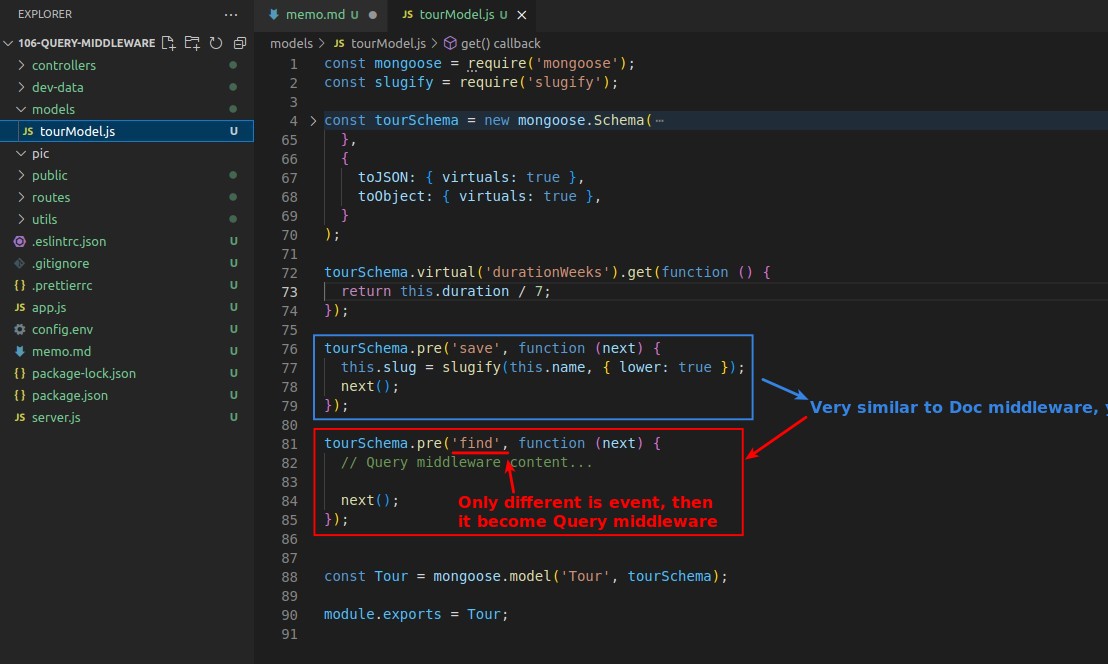 EXPLORER
...
memo.md U ●
JS tourModel.js U ×
106-QUERY-MIDDLEWARE
controllers
dev-data
models
JS tourModel.js U
pic
public
routes
utils
.eslintrc.json U
.gitignore U
{} .prettierrc U
JS app.js U
config.env U
memo.md U
{} package-lock.json U
{} package.json U
JS server.js U
models > JS tourModel.js > get() callback
1 const mongoose = require('mongoose');
2 const slugify = require('slugify');
3
4 > const tourSchema = new mongoose.Schema( ⋯
65 },
66 {
67 toJSON: { virtuals: true },
68 toObject: { virtuals: true },
69 }
70 );
71
72 tourSchema.virtual('durationWeeks').get(function () {
73 return this.duration / 7;
74 });
75
76 tourSchema.pre('save', function (next) {
77 this.slug = slugify(this.name, { lower: true });
78 next();
79 });
80
Very similar to Doc middleware,
81 tourSchema.pre('find', function (next) {
82 // Query middleware content...
83
84 next();
85 });
Only different is event, then
it become Query middleware
86
87
88 const Tour = mongoose.model('Tour', tourSchema);
89
90 module.exports = Tour;
91